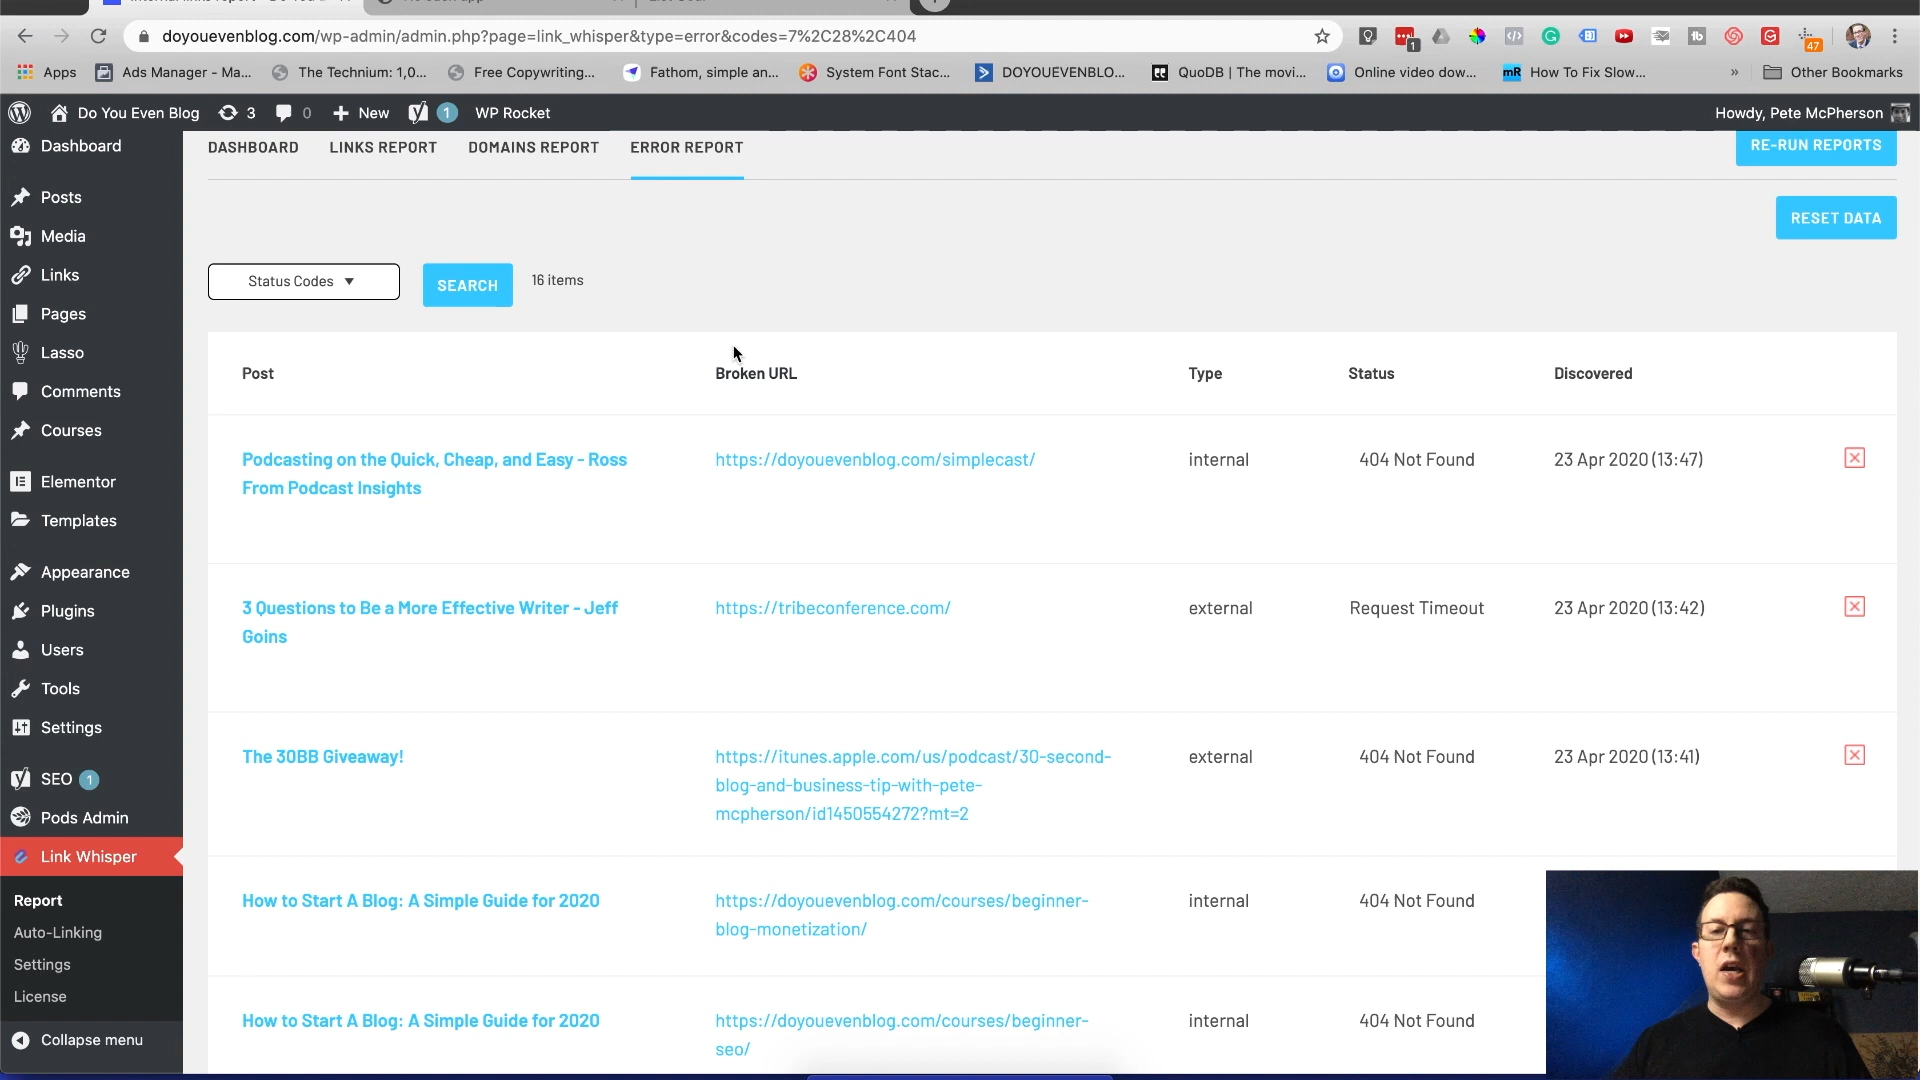 doyouevenblog.com/wp-admin/admin.php?page=link_whisper&type=error&codes=7%2C28%2C404
1
47
Apps
Ads Manager - Ma...
The Technium: 1,0...
Free Copywriting...
Fathom, simple an...
System Font Stac...
DOYOUEVENBLO...
QuoDB | The movi...
Online video dow...
mR How To Fix Slow...
»
Other Bookmarks
Do You Even Blog
3
0
New
1
WP Rocket
Howdy, Pete McPherson
Dashboard
Posts
Media
Links
Pages
Lasso
Comments
Courses
Elementor
Templates
Appearance
Plugins
Users
Tools
Settings
SEO 1
Pods Admin
Link Whisper
Report
Auto-Linking
Settings
License
Collapse menu
DASHBOARD
LINKS REPORT
DOMAINS REPORT
ERROR REPORT
RE-RUN REPORTS
RESET DATA
Status Codes ▼
SEARCH
16 items
Post
Broken URL
Type
Status
Discovered
Podcasting on the Quick, Cheap, and Easy - Ross
From Podcast Insights
https://doyouevenblog.com/simplecast/
internal
404 Not Found
23 Apr 2020 (13:47)
3 Questions to Be a More Effective Writer - Jeff
Goins
https://tribeconference.com/
external
Request Timeout
23 Apr 2020 (13:42)
The 30BB Giveaway!
https://itunes.apple.com/us/podcast/30-second-
blog-and-business-tip-with-pete-
mcpherson/id1450554272?mt=2
external
404 Not Found
23 Apr 2020 (13:41)
How to Start A Blog: A Simple Guide for 2020
https://doyouevenblog.com/courses/beginner-
blog-monetization/
internal
404 Not Found
How to Start A Blog: A Simple Guide for 2020
https://doyouevenblog.com/courses/beginner-
seo/
internal
404 Not Found